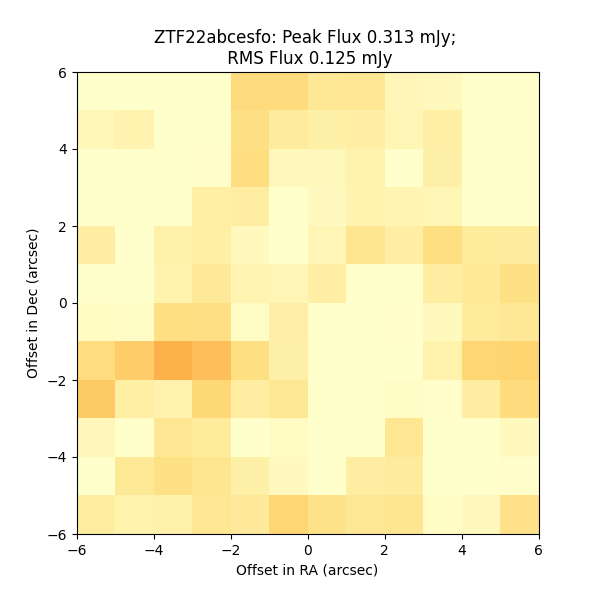 ZTF22abcesfo: Peak Flux 0.313 mJy;
RMS Flux 0.125 mJy
6
4
2
0
−2
−4
−6
Offset in Dec (arcsec)
−6 −4 −2 0 2 4 6
Offset in RA (arcsec)